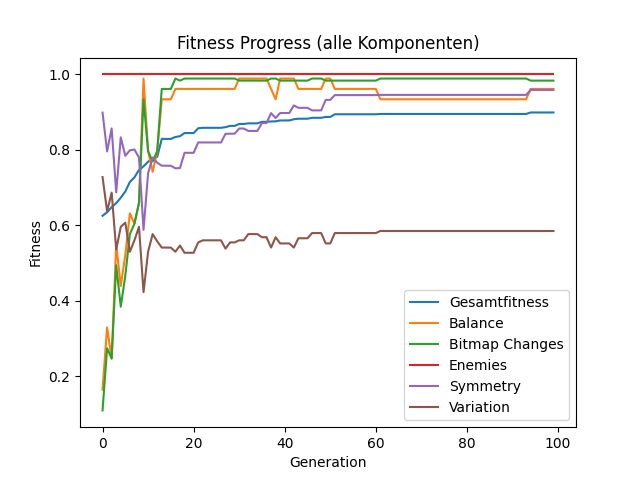 Fitness Progress (alle Komponenten)
1.0
0.8
0.6
0.4
0.2
Fitness
0 20 40 60 80 100
Generation
Gesamtfitness
Balance
Bitmap Changes
Enemies
Symmetry
Variation